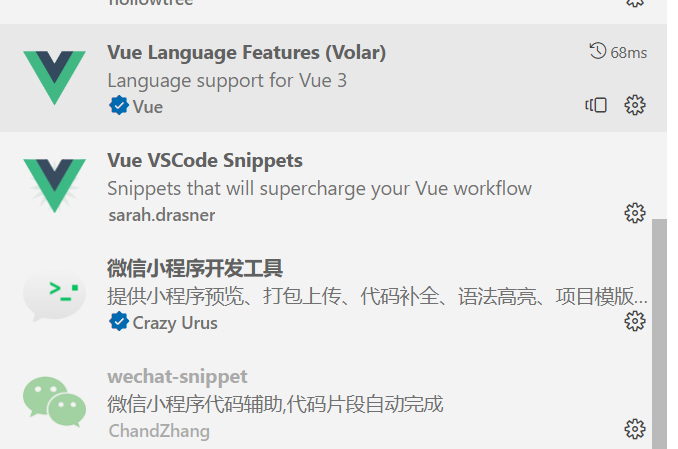 hollowtree
Vue Language Features (Volar)
68ms
Language support for Vue 3
Vue
Vue VSCode Snippets
Snippets that will supercharge your Vue workflow
sarah.drasner
微信小程序开发工具
提供小程序预览、打包上传、代码补全、语法高亮、项目模版...
Crazy Urus
wechat-snippet
微信小程序代码辅助,代码片段自动完成
ChandZhang